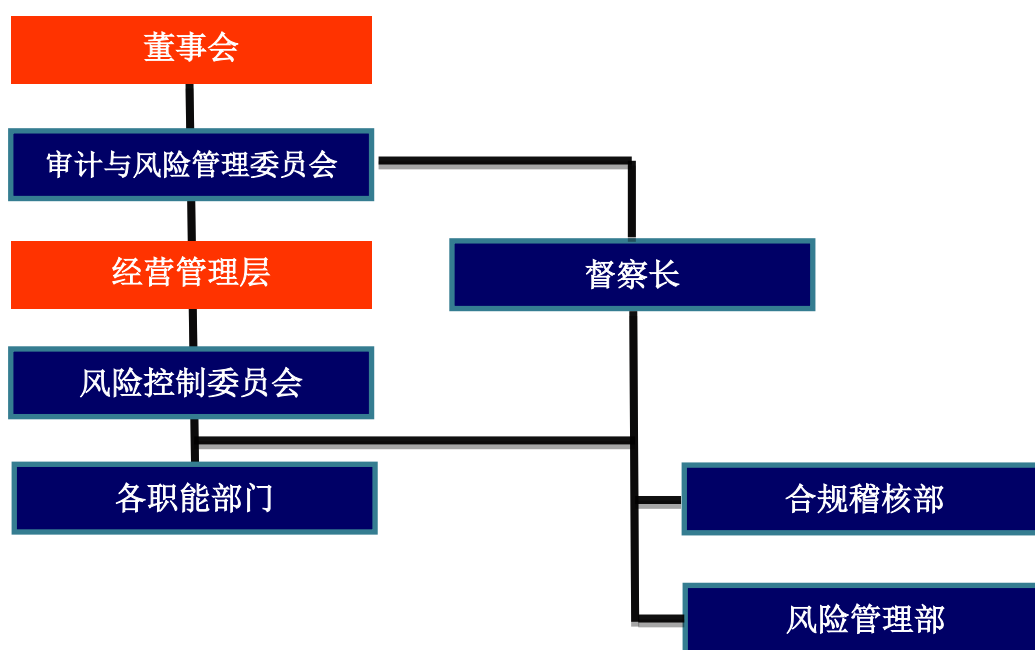 董事会
审计与风险管理委员会
经营管理层
督察长
风险控制委员会
各职能部门
合规稽核部
风险管理部